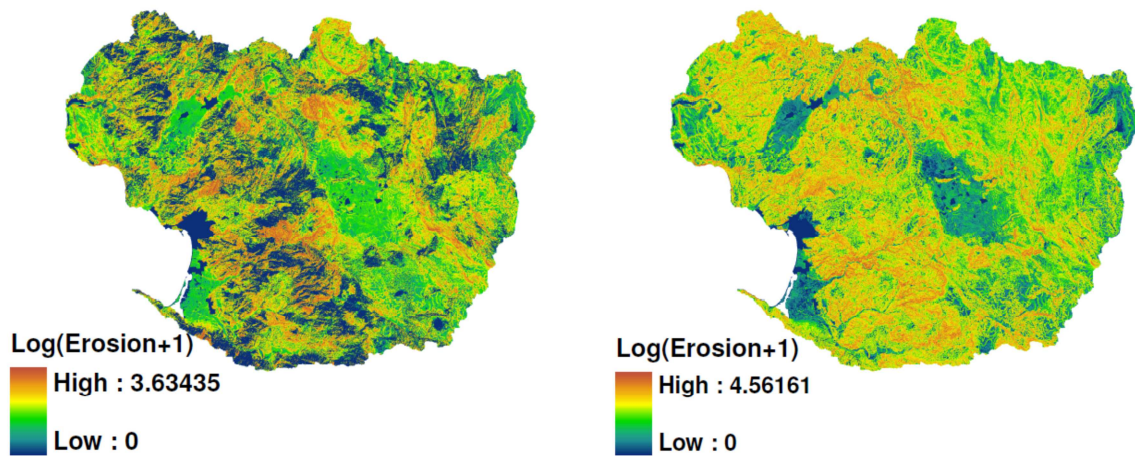 Log(Erosion+1)
High : 3.63435
Low : 0
Log(Erosion+1)
High : 4.56161
Low : 0